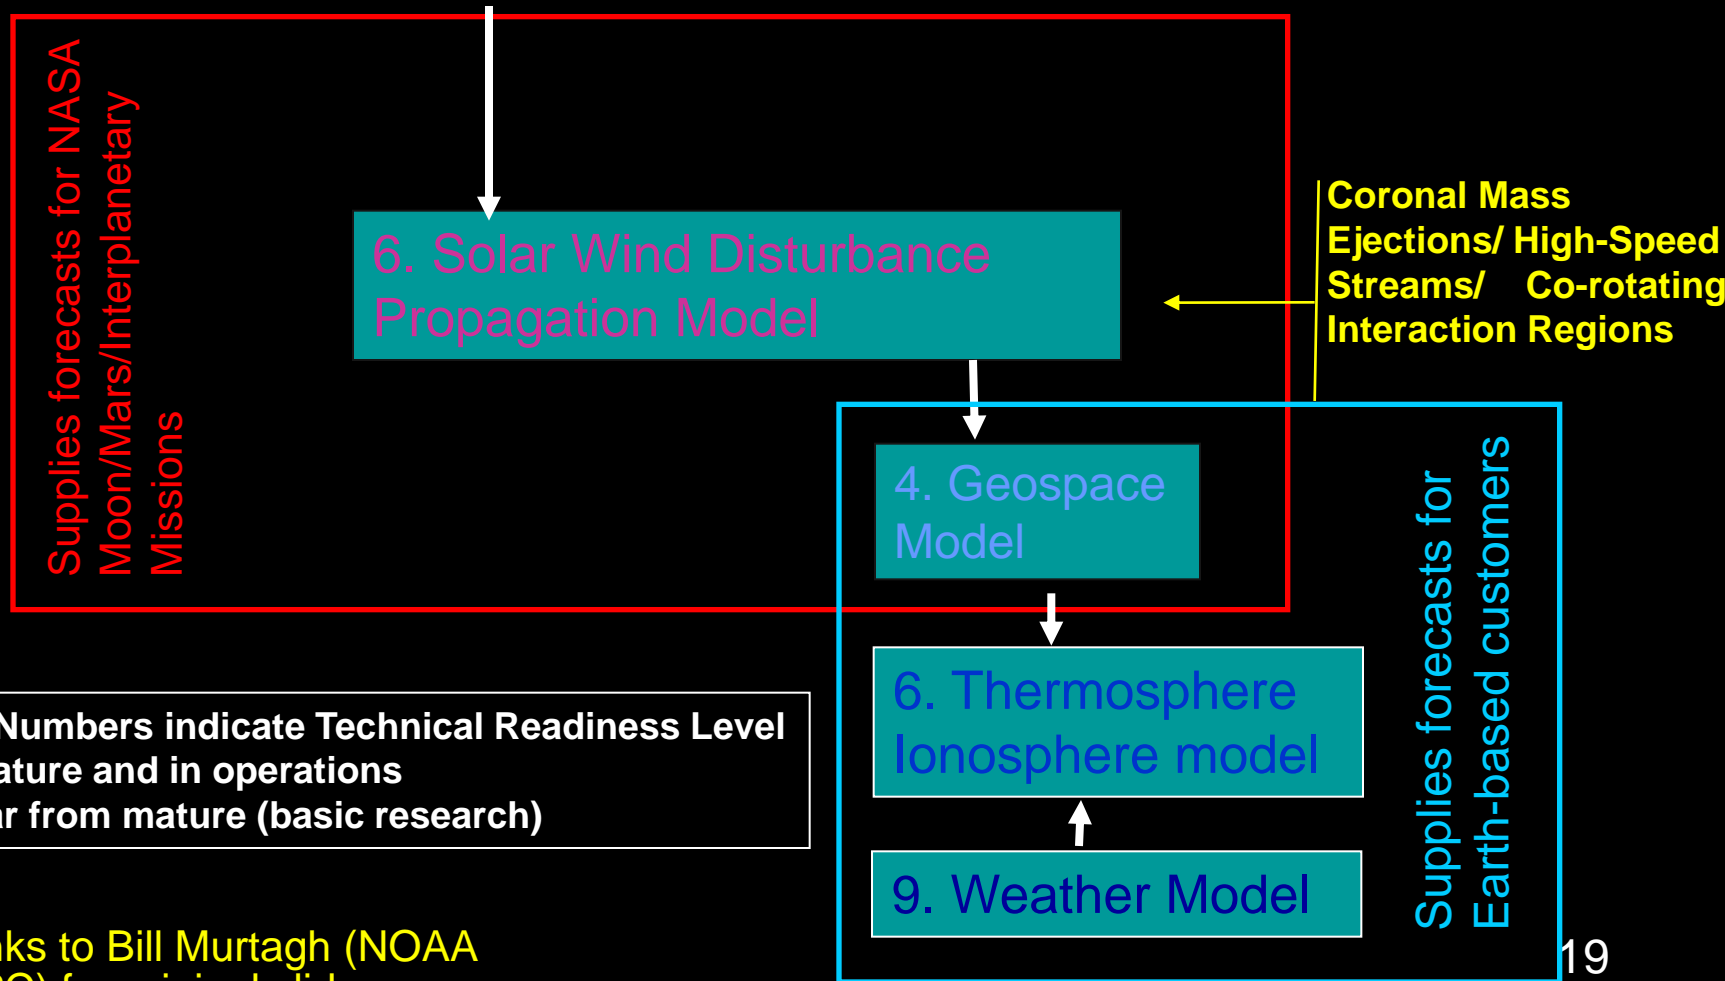 Supplies forecasts for NASA
Moon/Mars/Interplanetary
Missions
6. Solar Wind Disturbance
Propagation Model
Coronal Mass
Ejections/ High-Speed
Streams/ Co-rotating
Interaction Regions
4. Geospace
Model
6. Thermosphere
Ionosphere model
9. Weather Model
Supplies forecasts for
Earth-based customers
Numbers indicate Technical Readiness Level
and in operations
from mature (basic research)
to Bill Murtagh (NOAA
19